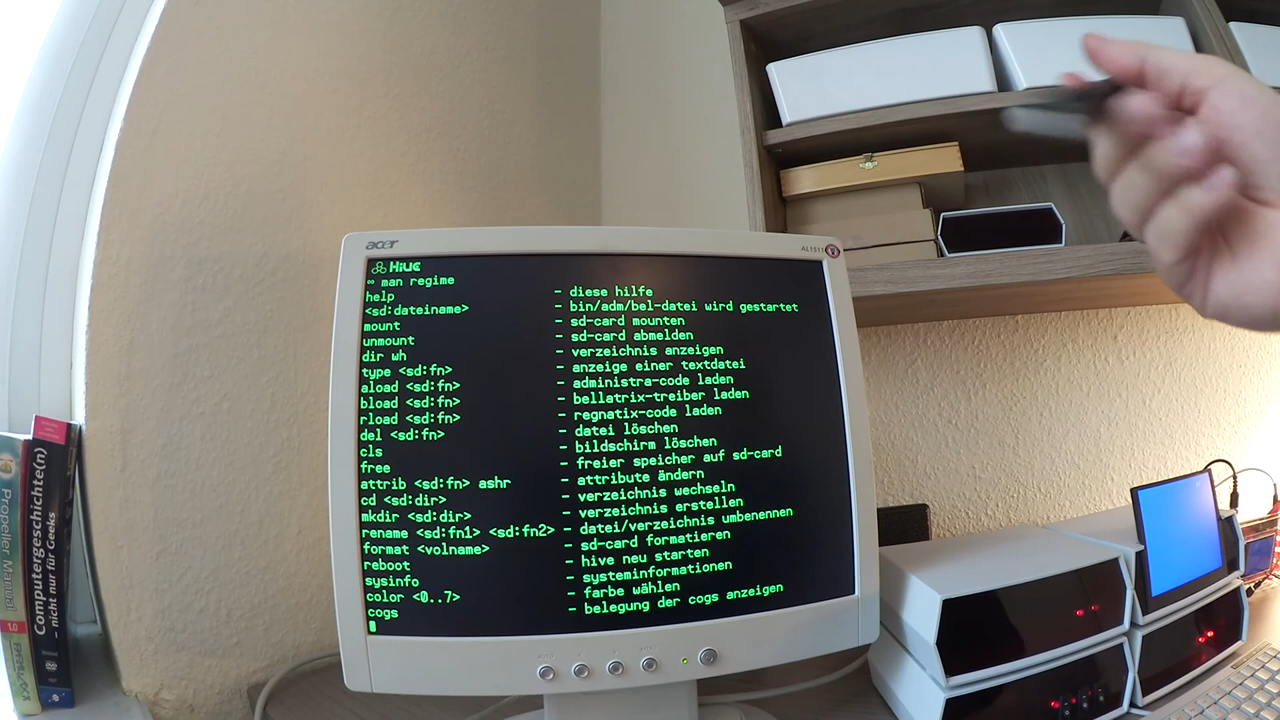 acer
AL1511
Hive
∞ man regime
help - diese hilfe
<sd:dateiname> - bin/adm/bel-datei wird gestartet
mount - sd-card mounten
unmount - sd-card abmelden
dir wh - verzeichnis anzeigen
type <sd:fn> - anzeige einer textdatei
aload <sd:fn> - administra-code laden
bload <sd:fn> - bellatrix-treiber laden
rload <sd:fn> - regnatix-code laden
del <sd:fn> - datei löschen
cls - bildschirm löschen
free - freier speicher auf sd-card
attrib <sd:fn> ashr - attribute ändern
cd <sd:dir> - verzeichnis wechseln
mkdir <sd:dir> - verzeichnis erstellen
rename <sd:fn1> <sd:fn2> - datei/verzeichnis umbenennen
format <volname> - sd-card formatieren
reboot - hive neu starten
sysinfo - systeminformationen
color <0..7> - farbe wählen
cogs - belegung der cogs anzeigen
Propeller Manual
1.0
PARALLAX
Computergeschichte(n)
– nicht nur für Geeks